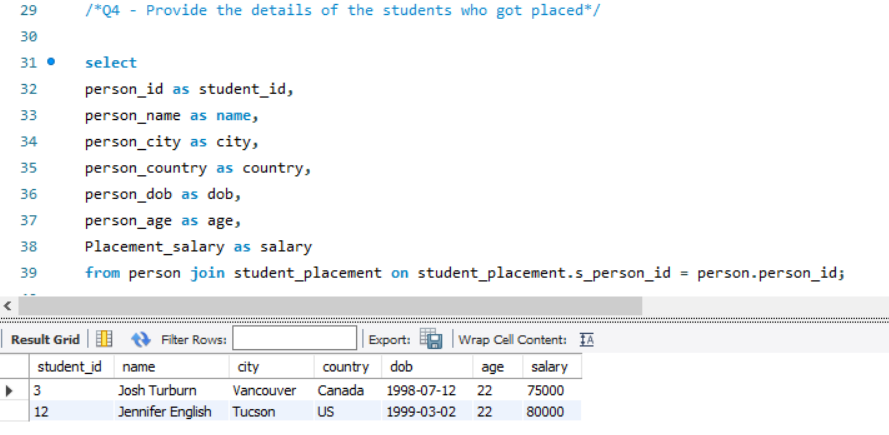 29 /*Q4 - Provide the details of the students who got placed*/
30
31 select
32 person_id as student_id,
33 person_name as name,
34 person_city as city,
35 person_country as country,
36 person_dob as dob,
37 person_age as age,
38 Placement_salary as salary
39 from person join student_placement on student_placement.s_person_id = person.person_id;
Result Grid Filter Rows: Export: Wrap Cell Content:
student_id name city country dob age salary
3 Josh Turburn Vancouver Canada 1998-07-12 22 75000
12 Jennifer English Tucson US 1999-03-02 22 80000